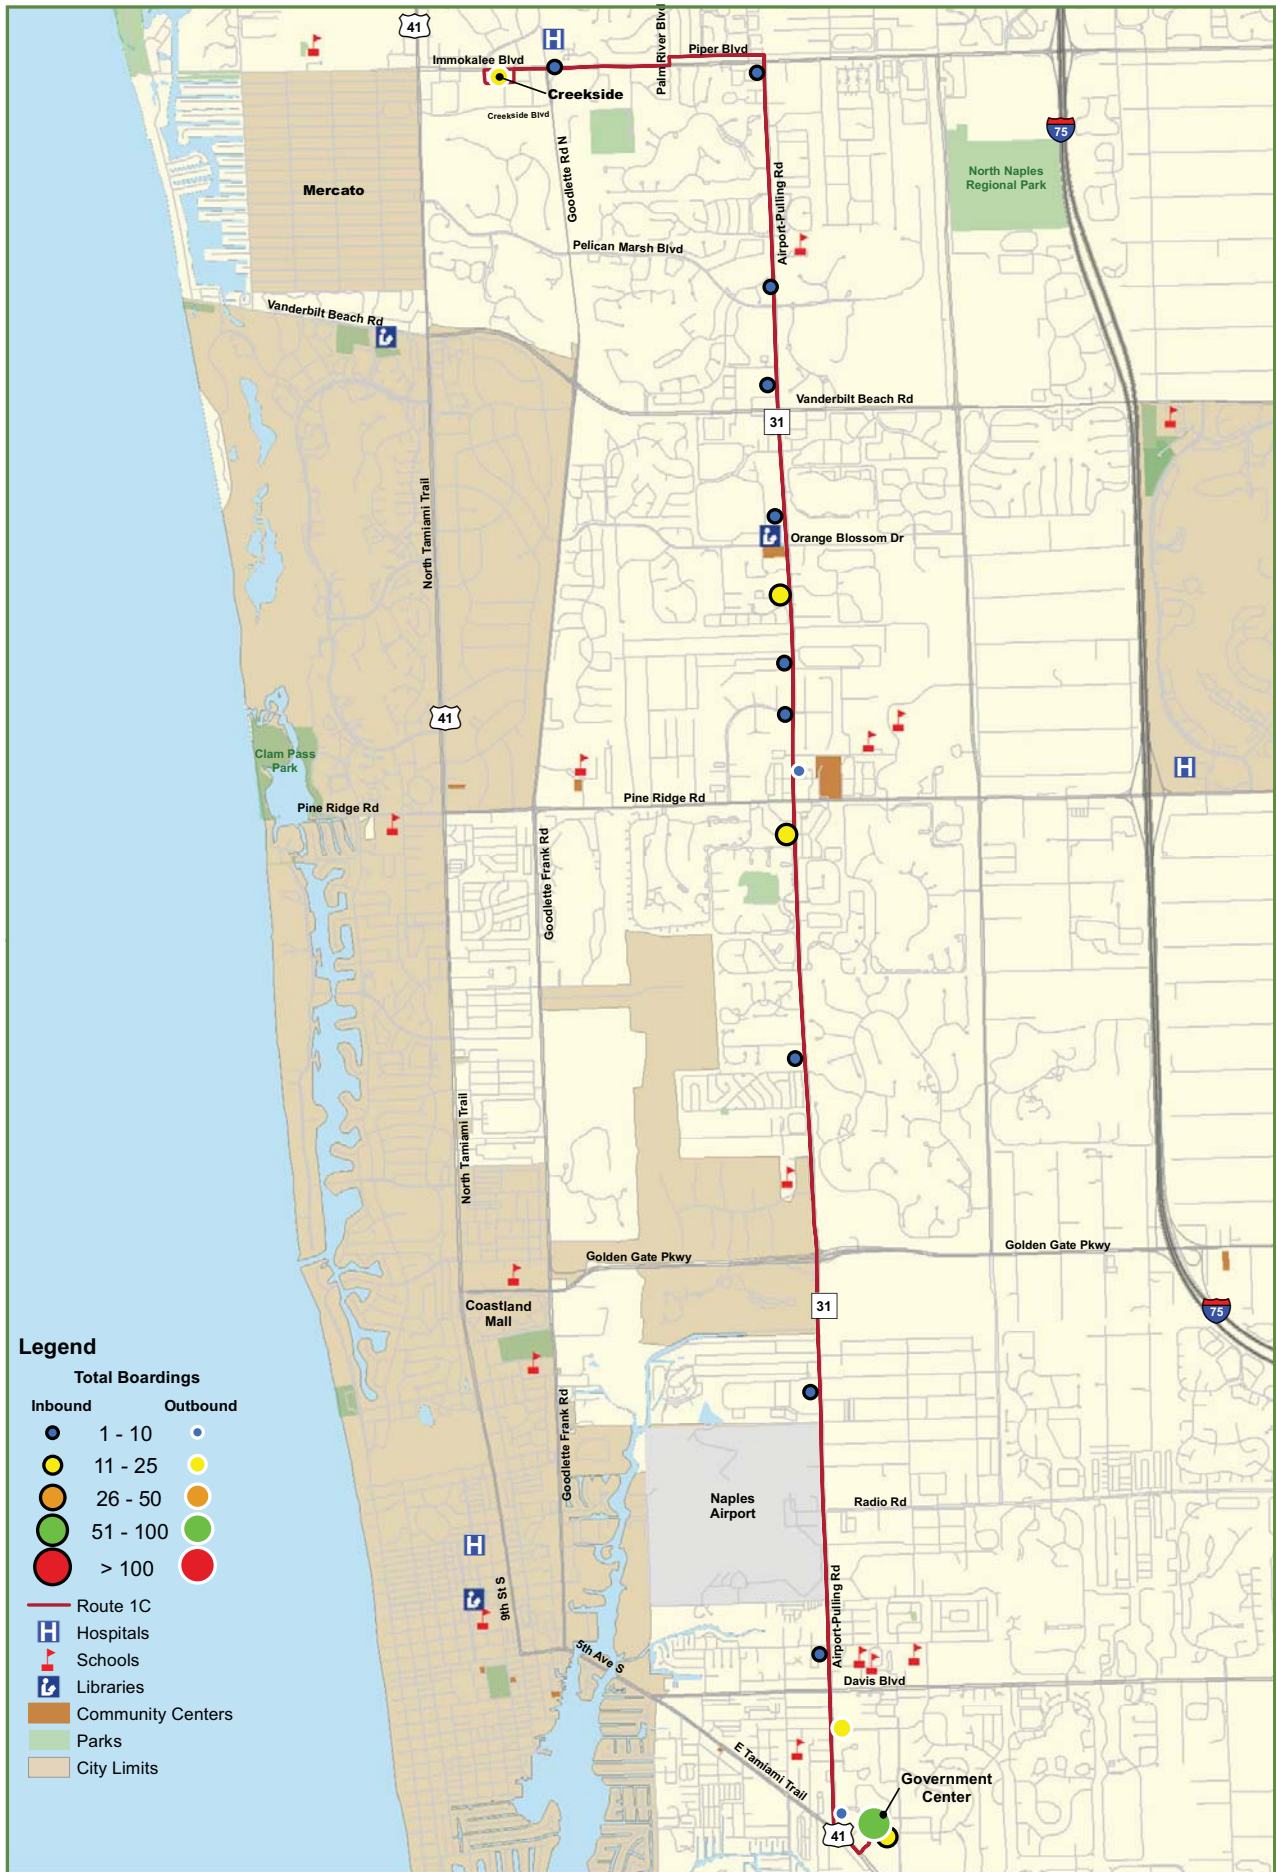 41
Palm River Blvd
Piper Blvd
Immokalee Blvd
H
Creekside
Creekside Blvd
75
Goodlette Rd N
North Naples
Regional Park
Mercato
Airport-Pulling Rd
Pelican Marsh Blvd
Vanderbilt Beach Rd
Vanderbilt Beach Rd
31
North Tamiami Trail
Orange Blossom Dr
41
Clam Pass
Park
H
Pine Ridge Rd
Pine Ridge Rd
Goodlette Frank Rd
North Tamiami Trail
Golden Gate Pkwy
Golden Gate Pkwy
Coastland
Mall
31
75
Legend
Total Boardings
Inbound
Outbound
1 - 10
11 - 25
26 - 50
51 - 100
> 100
Route 1C
H Hospitals
Schools
Libraries
Community Centers
Parks
City Limits
Goodlette Frank Rd
Naples
Airport
Radio Rd
H
9th St S
Airport-Pulling Rd
5th Ave S
Davis Blvd
E Tamiami Trail
Government
Center
41